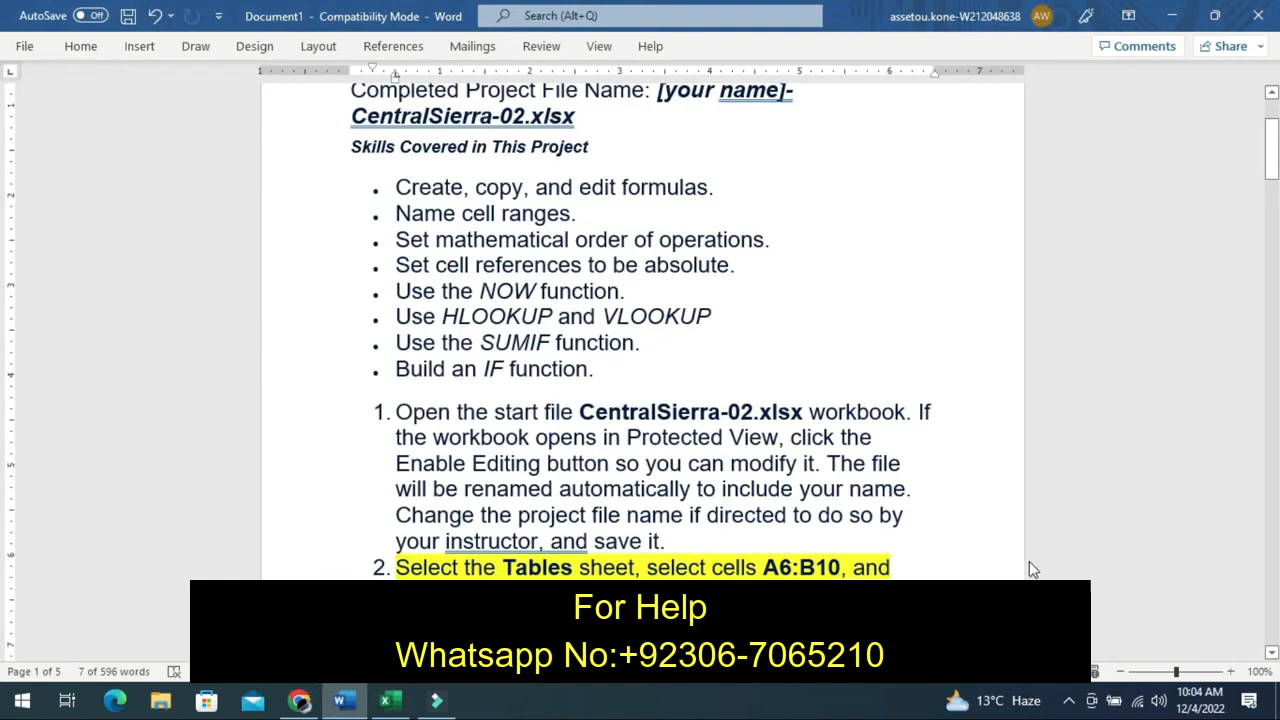 AutoSave Off Document1 - Compatibility Mode - Word Search (Alt+Q) assetou.kone-W212048638 AW
File Home Insert Draw Design Layout References Mailings Review View Help Comments Share
1 1 2 3 4 5 6 7
Completed Project File Name: [your name]-
CentralSierra-02.xlsx
Skills Covered in This Project
• Create, copy, and edit formulas.
• Name cell ranges.
• Set mathematical order of operations.
• Set cell references to be absolute.
• Use the NOW function.
• Use HLOOKUP and VLOOKUP
• Use the SUMIF function.
• Build an IF function.
1. Open the start file CentralSierra-02.xlsx workbook. If
the workbook opens in Protected View, click the
Enable Editing button so you can modify it. The file
will be renamed automatically to include your name.
Change the project file name if directed to do so by
your instructor, and save it.
2. Select the Tables sheet, select cells A6:B10, and
For Help
Whatsapp No:+92306-7065210
Page 1 of 5 7 of 596 words 100%
13°C Haze 10:04 AM
12/4/2022